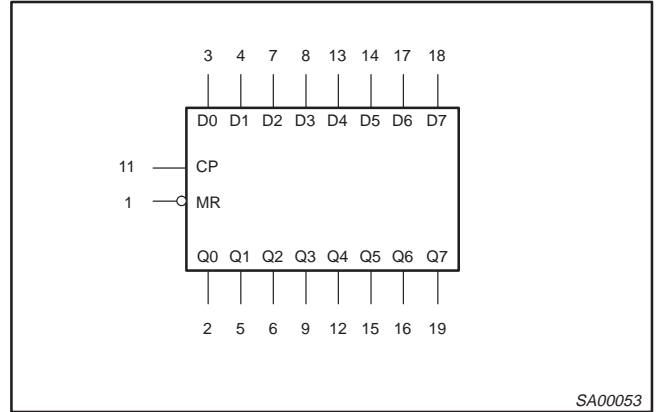 3 4 7 8 13 14 17 18
D0 D1 D2 D3 D4 D5 D6 D7
11 CP
1 MR
Q0 Q1 Q2 Q3 Q4 Q5 Q6 Q7
2 5 6 9 12 15 16 19
SA00053